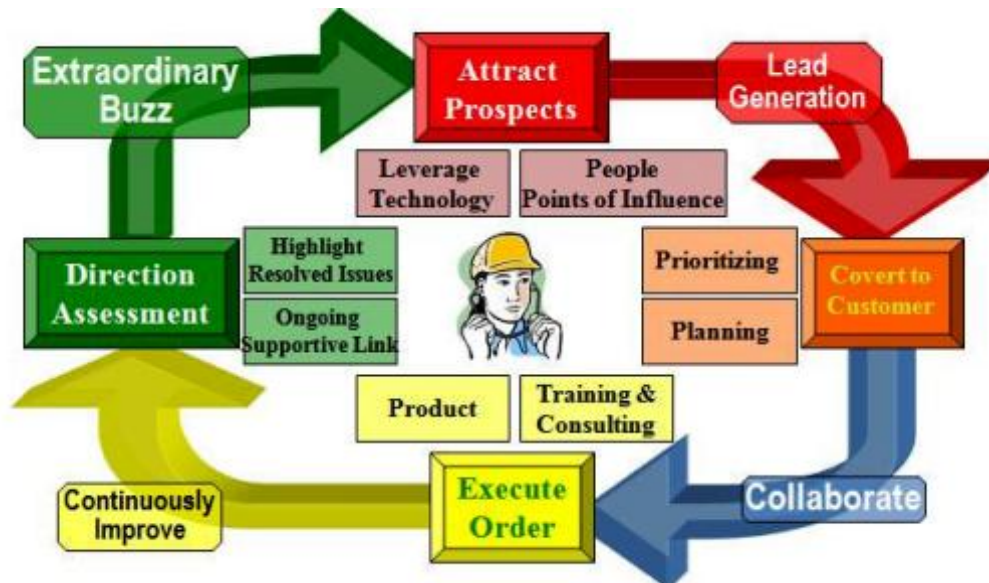 Extraordinary
Buzz
Attract
Prospects
Lead
Generation
Leverage
Technology
People
Points of Influence
Direction
Assessment
Highlight
Resolved Issues
Ongoing
Supportive Link
Prioritizing
Planning
Covert to
Customer
Product
Training &
Consulting
Continuously
Improve
Execute
Order
Collaborate